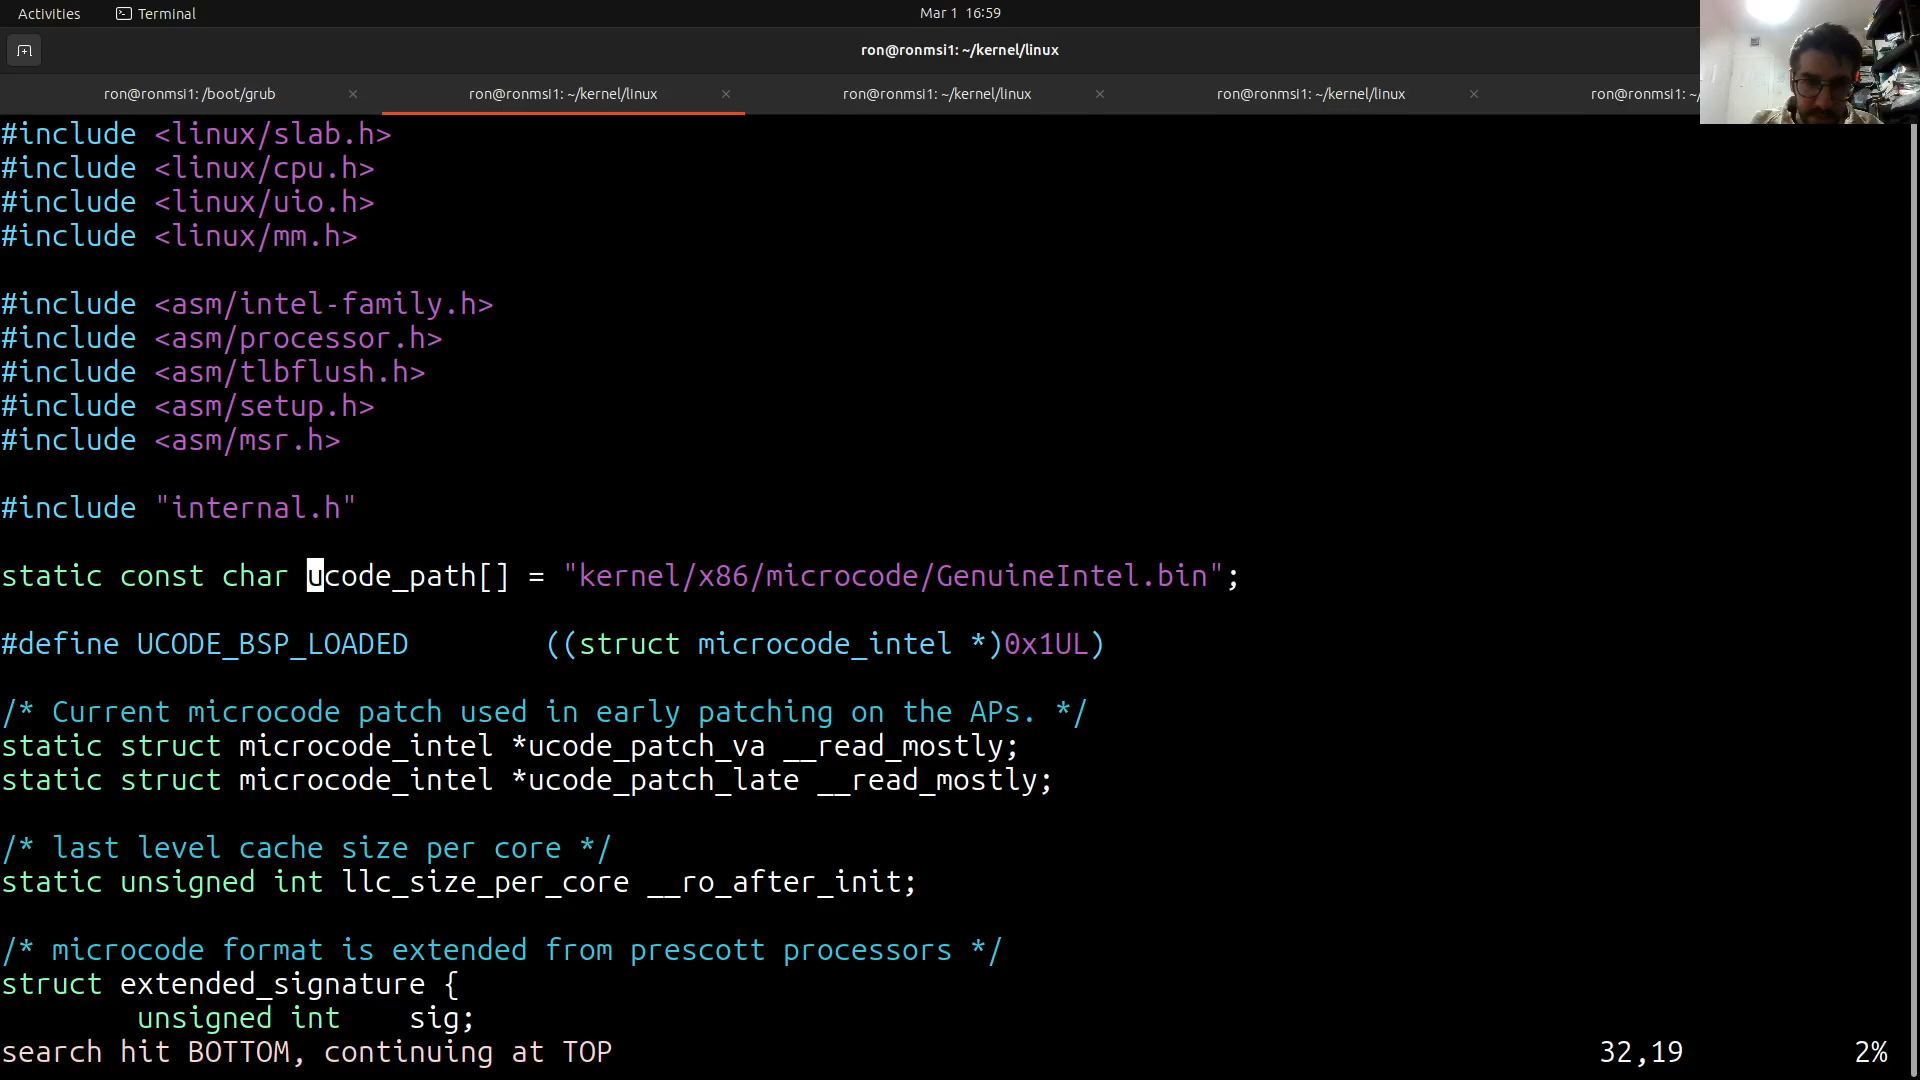 Activities
Terminal
Mar 1 16:59
ron@ronmsi1: ~/kernel/linux
ron@ronmsi1: /boot/grub × ron@ronmsi1: ~/kernel/linux × ron@ronmsi1: ~/kernel/linux × ron@ronmsi1: ~/kernel/linux × ron@ronmsi1: ~/
#include <linux/slab.h>
#include <linux/cpu.h>
#include <linux/uio.h>
#include <linux/mm.h>
#include <asm/intel-family.h>
#include <asm/processor.h>
#include <asm/tlbflush.h>
#include <asm/setup.h>
#include <asm/msr.h>
#include "internal.h"
static const char ucode_path[] = "kernel/x86/microcode/GenuineIntel.bin";
#define UCODE_BSP_LOADED ((struct microcode_intel *)0x1UL)
/* Current microcode patch used in early patching on the APs. */
static struct microcode_intel *ucode_patch_va __read_mostly;
static struct microcode_intel *ucode_patch_late __read_mostly;
/* last level cache size per core */
static unsigned int llc_size_per_core __ro_after_init;
/* microcode format is extended from prescott processors */
struct extended_signature {
unsigned int sig;
search hit BOTTOM, continuing at TOP 32,19 2%